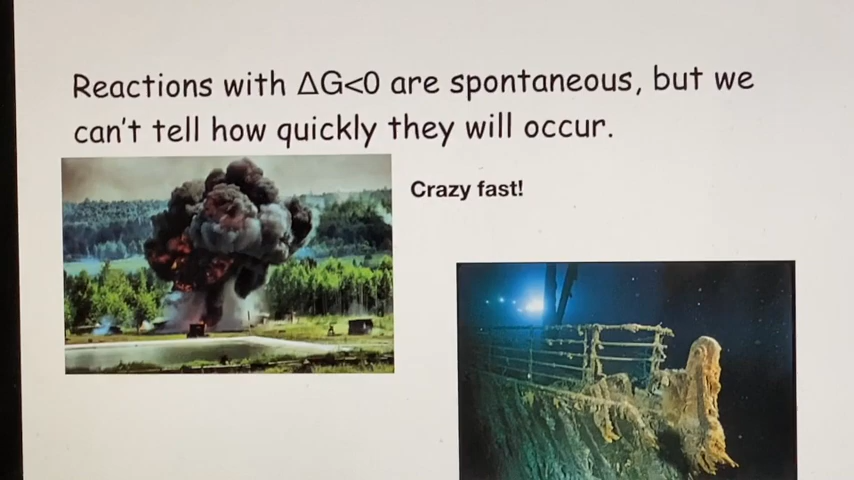 Reactions with ΔG<0 are spontaneous, but we
can't tell how quickly they will occur.
Crazy fast!